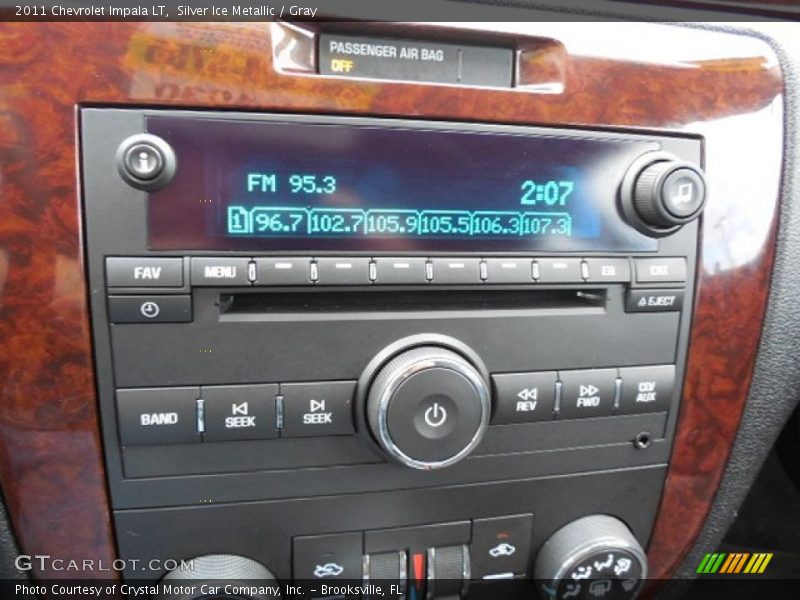 2011 Chevrolet Impala LT,  Silver Ice Metallic / Gray
PASSENGER AIR BAG
OFF
i
FM 95.3
2:07
1 96.7 102.7 105.9 105.5 106.3 107.3
FAV MENU EQ CAT
EJECT
BAND SEEK SEEK REV FWD CD/ AUX
GTCARLOT.COM
Photo Courtesy of Crystal Motor Car Company, Inc. – Brooksville, FL